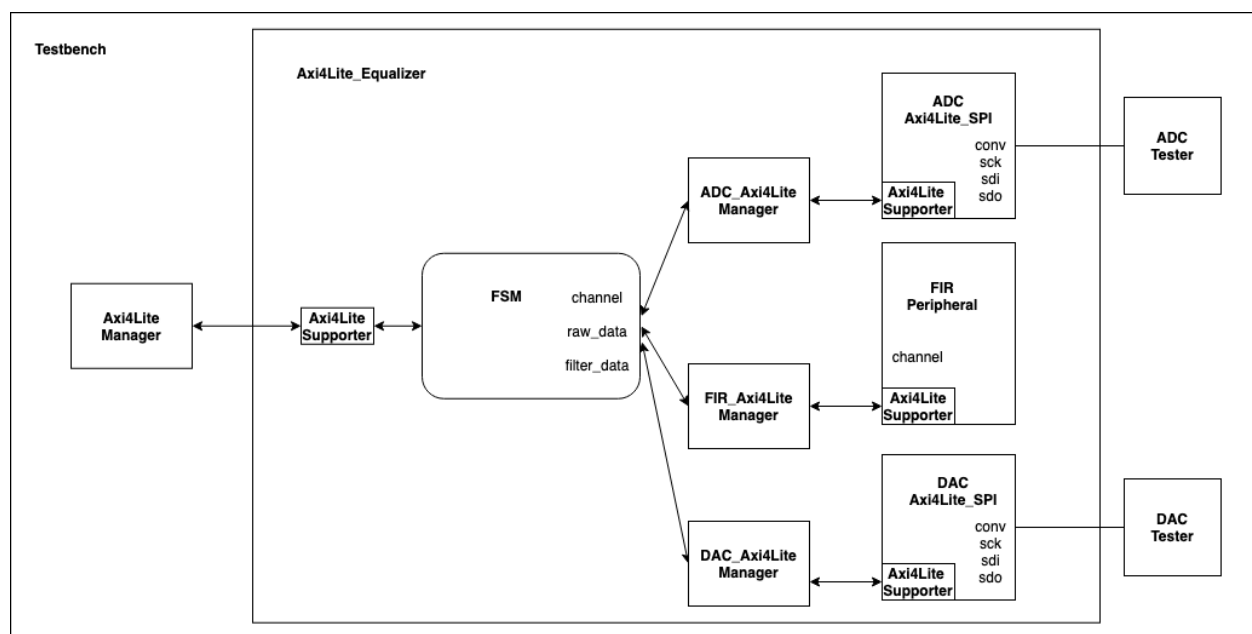 Testbench
Axi4Lite_Equalizer
Axi4Lite
Manager
Axi4Lite
Supporter
FSM
channel
raw_data
filter_data
ADC_Axi4Lite
Manager
FIR_Axi4Lite
Manager
DAC_Axi4Lite
Manager
ADC
Axi4Lite_SPI
conv
sck
sdi
sdo
Axi4Lite
Supporter
FIR
Peripheral
channel
Axi4Lite
Supporter
DAC
Axi4Lite_SPI
conv
sck
sdi
sdo
Axi4Lite
Supporter
ADC
Tester
DAC
Tester